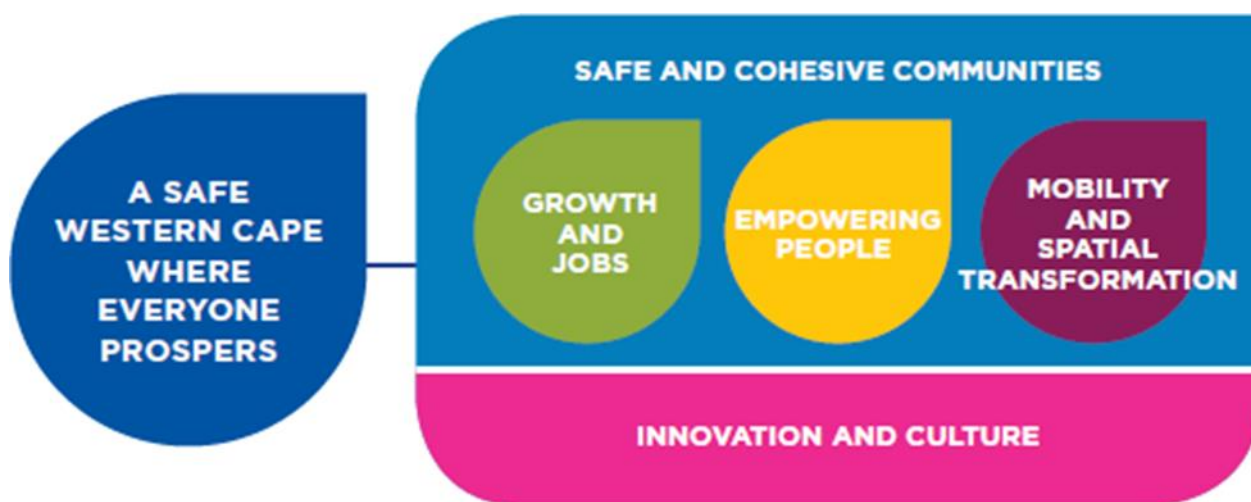 A SAFE
WESTERN CAPE
WHERE
EVERYONE
PROSPERS
SAFE AND COHESIVE COMMUNITIES
GROWTH
AND
JOBS
EMPOWERING
PEOPLE
MOBILITY
AND
SPATIAL
TRANSFORMATION
INNOVATION AND CULTURE